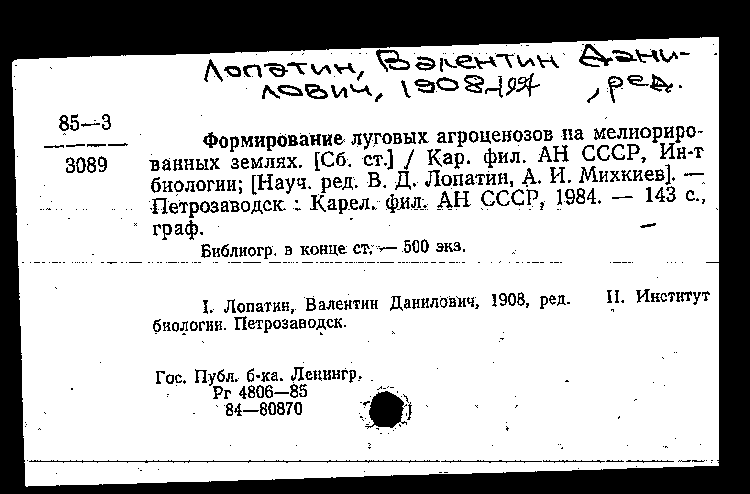 Лопатин, Валентин Дани-
лович, 1908-1997, ред.
85—3
3089
Формирование луговых агроценозов на мелиориро-
ванных землях. [Сб. ст.] / Кар. фил. АН СССР, Ин-т
биологии; [Науч. ред. В. Д. Лопатин, А. И. Михкиев]. —
Петрозаводск : Карел. фил. АН СССР, 1984. — 143 с.,
граф.
Библиогр. в конце ст. — 500 экз.
I. Лопатин, Валентин Данилович, 1908, ред. II. Институт
биологии. Петрозаводск.
Гос. Публ. б-ка. Ленингр.
Рг 4806—85
84—80870